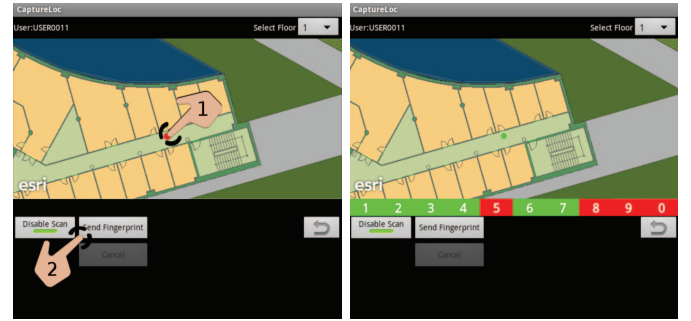 CaptureLoc
User:USER0011
Select Floor 1
1
esri
Disable Scan
Send Fingerprint
2
Cancel
CaptureLoc
User:USER0011
Select Floor 1
esri
1 2 3 4 5 6 7 8 9 0
Disable Scan
Send Fingerprint
Cancel